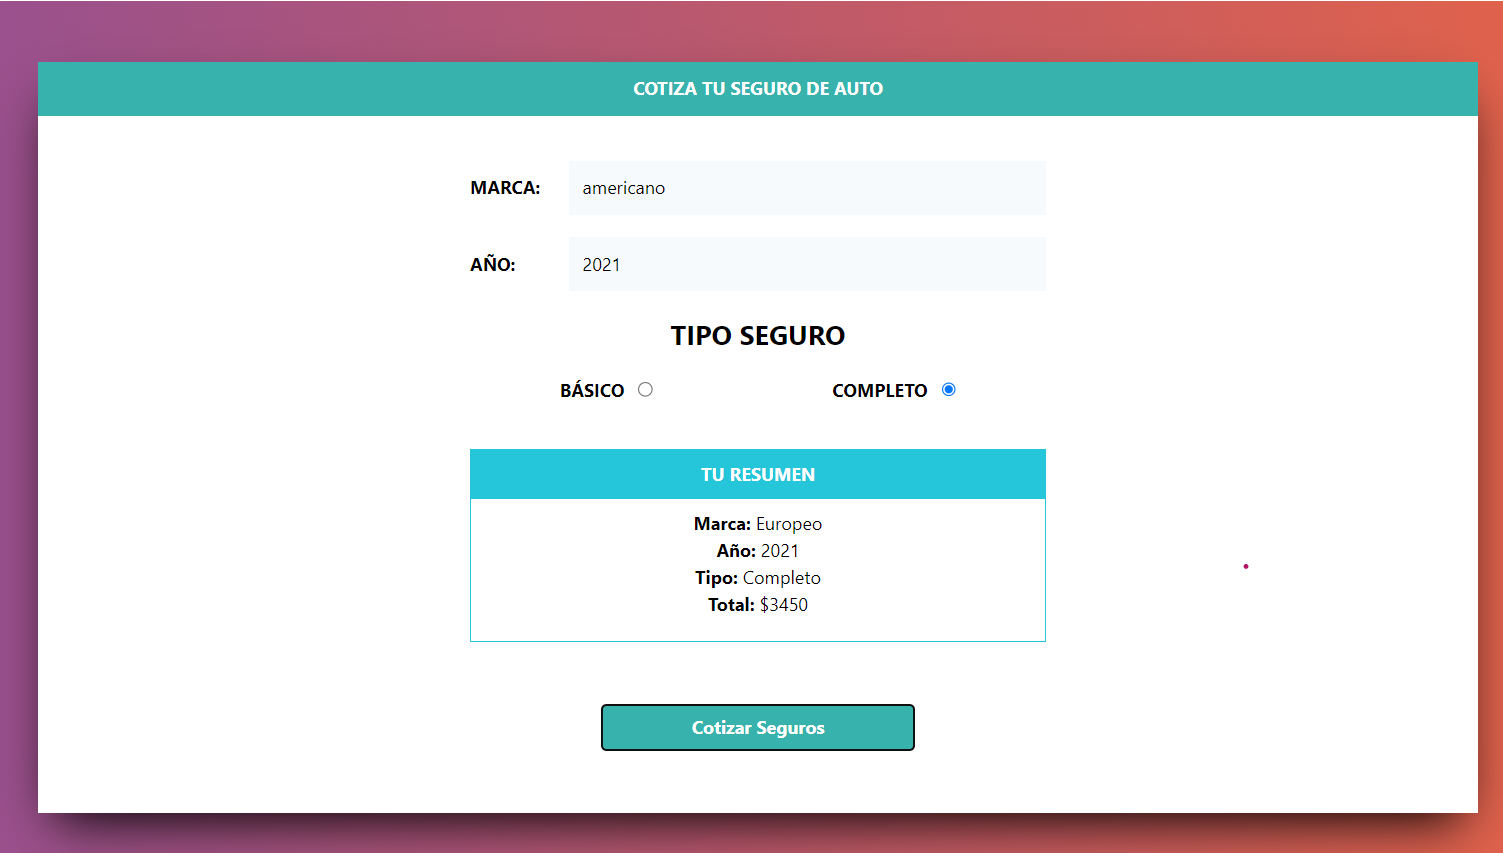 COTIZA TU SEGURO DE AUTO
MARCA: americano
AÑO: 2021
TIPO SEGURO
BÁSICO COMPLETO
TU RESUMEN
Marca: Europeo
Año: 2021
Tipo: Completo
Total: $3450
Cotizar Seguros